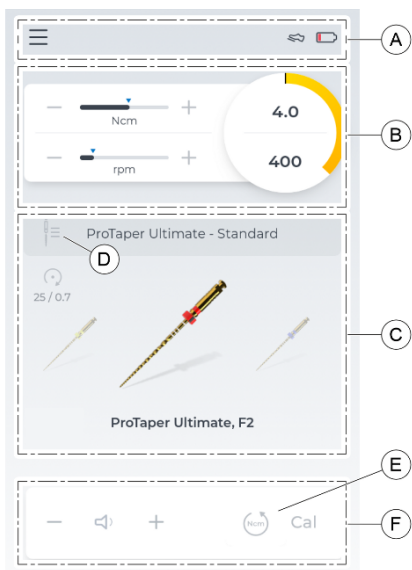 A
4.0
Ncm
B
400
rpm
ProTaper Ultimate - Standard
D
25 / 0.7
C
ProTaper Ultimate, F2
E
Ncm
Cal
F